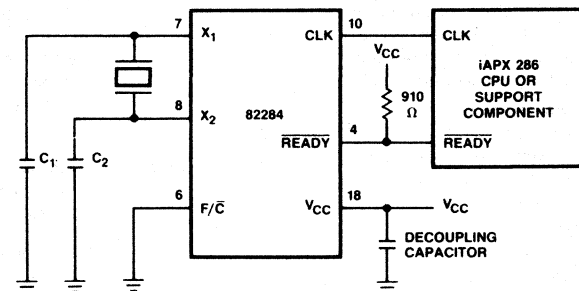 7 X1 CLK 10 CLK
VCC
iAPX 286
CPU OR
SUPPORT
COMPONENT
8 X2 82284 910
Ω
4
READY READY
C1 C2
6 F/C VCC 18 VCC
DECOUPLING
CAPACITOR